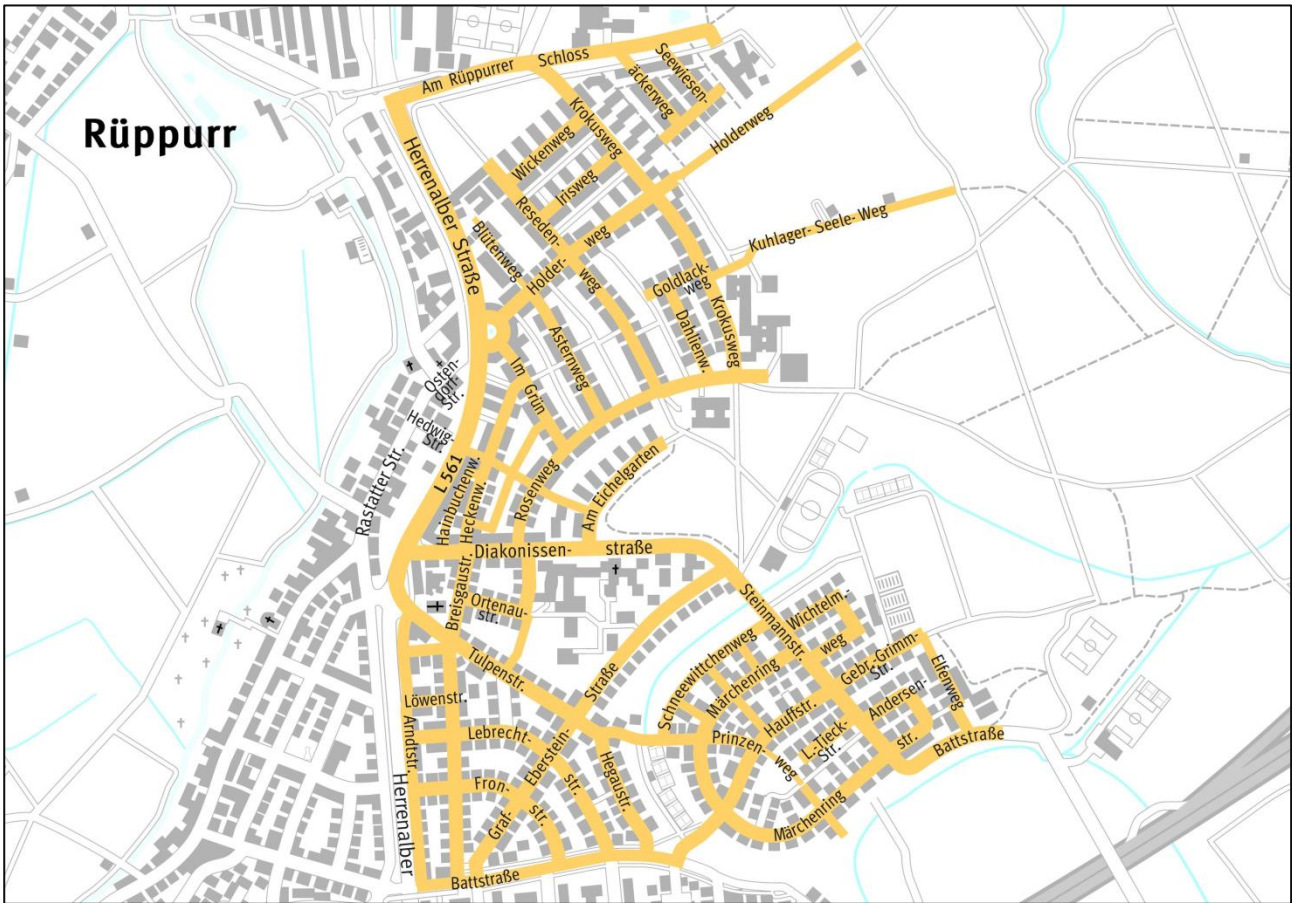 Rüppurr
Am Rüppurrer Schloss
Seewiesen-
äckerweg
Krokusweg
Holderweg
Wickenweg
Irisweg
Herrenalber Straße
Reseden-
weg
Blütenweg
Holder-
weg
Kuhlager-Seele-Weg
Goldlack-
weg
Krokusweg
Dahlienw.
Asternweg
Im Grün
Osten-
dorf-
Str.
Hedwig-
Str.
L 561
Rastatter Str.
Hainbuchenw.
Heckenw.
Rosenweg
Am Eichelgarten
Diakonissen-
straße
Breisgaustr.
Ortenau-
str.
Steinmannstr.
Wichtelm.-
weg
Schneewittchenweg
Märchenring
Gebr.-Grimm-
Str.
Elfenweg
Tulpenstr.
Straße
Löwenstr.
Hauffstr.
Andersen-
str.
L.-Tieck-
Str.
Battstraße
Arndtstr.
Lebrecht-
str.
Eberstein-
Graf-
Hegaustr.
Prinzen-
weg
Fron-
str.
Herrenalber
Märchenring
Battstraße